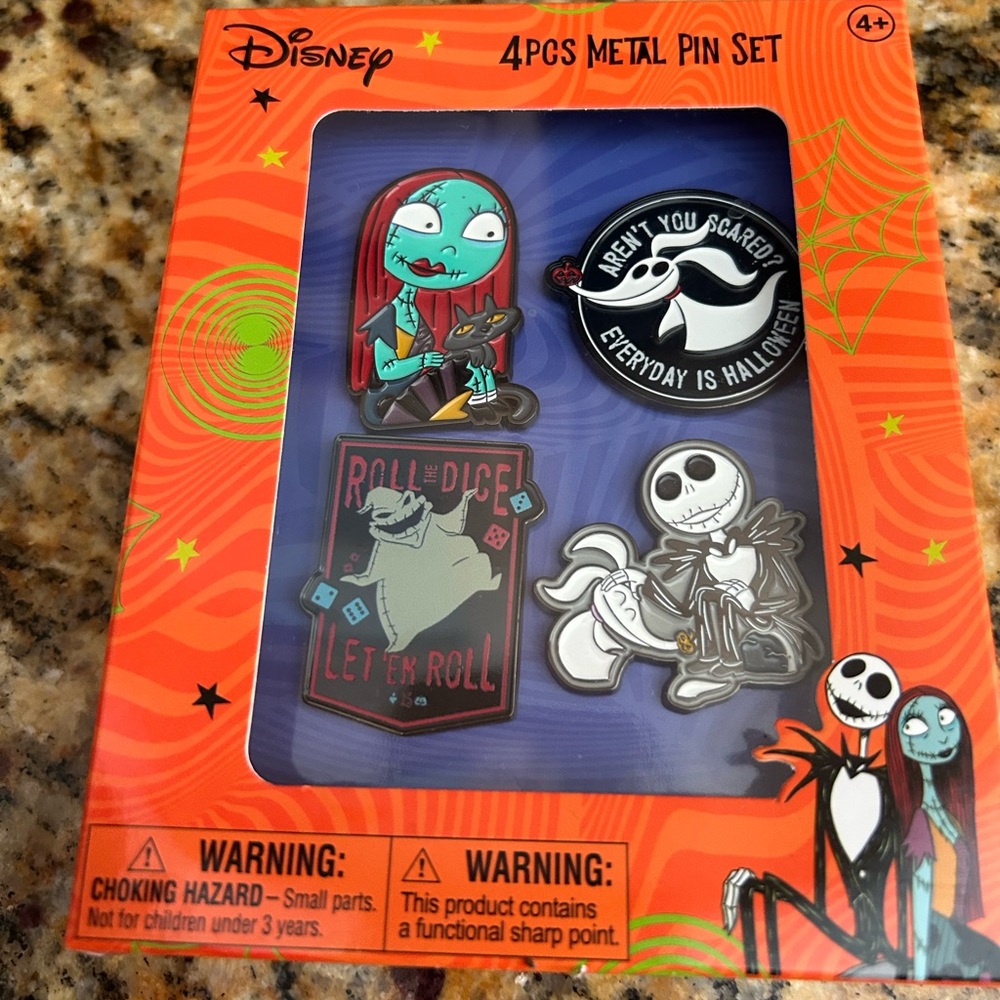 Disney
4PCS METAL PIN SET
4+
AREN'T YOU SCARED?
EVERYDAY IS HALLOWEEN
ROLL THE DICE
LET 'EM ROLL
WARNING:
CHOKING HAZARD – Small parts.
Not for children under 3 years.
WARNING:
This product contains
a functional sharp point.